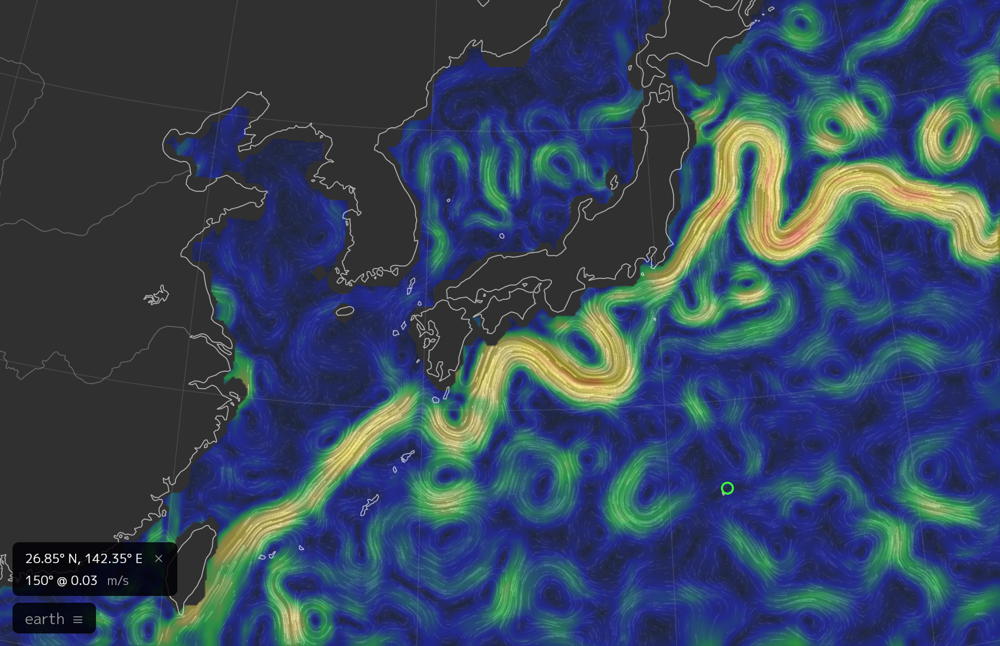 26.85° N, 142.35° E ×
150° @ 0.03 m/s
earth ≡